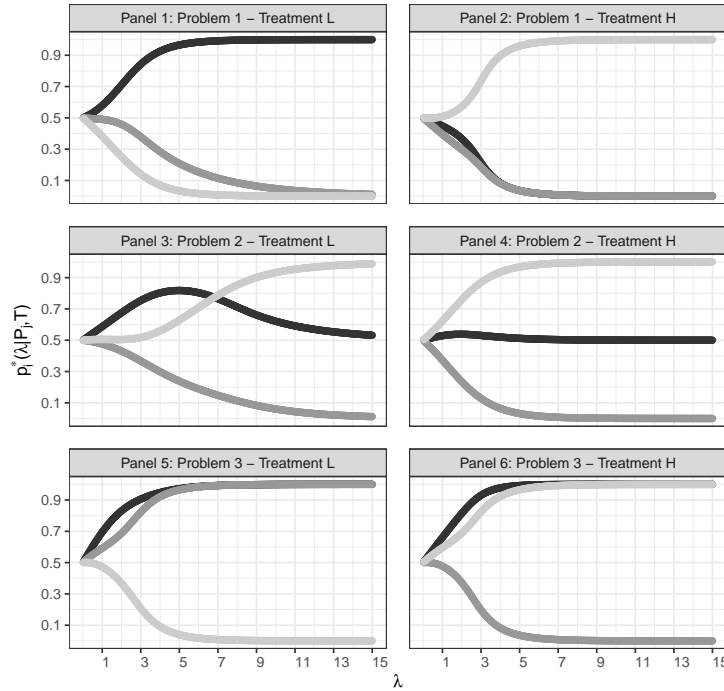 Panel 1: Problem 1 − Treatment L
Panel 2: Problem 1 − Treatment H
0.9
0.7
0.5
0.3
0.1
Panel 3: Problem 2 − Treatment L
Panel 4: Problem 2 − Treatment H
0.9
0.7
0.5
0.3
0.1
p*i(λ|Pj,T)
Panel 5: Problem 3 − Treatment L
Panel 6: Problem 3 − Treatment H
0.9
0.7
0.5
0.3
0.1
1 3 5 7 9 11 13 15
1 3 5 7 9 11 13 15
λ